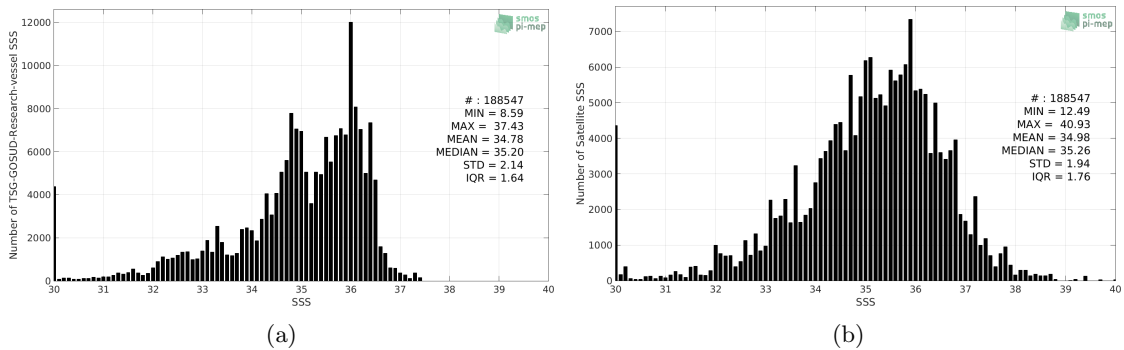 12000
10000
8000
6000
4000
2000
0
Number of TSG-GOSUD-Research-vessel SSS
smos
pi-mep
# : 188547
MIN = 8.59
MAX = 37.43
MEAN = 34.78
MEDIAN = 35.20
STD = 2.14
IQR = 1.64
30 31 32 33 34 35 36 37 38 39 40
SSS
(a)
7000
6000
5000
4000
3000
2000
1000
0
Number of Satellite SSS
smos
pi-mep
# : 188547
MIN = 12.49
MAX = 40.93
MEAN = 34.98
MEDIAN = 35.26
STD = 1.94
IQR = 1.76
30 31 32 33 34 35 36 37 38 39 40
SSS
(b)